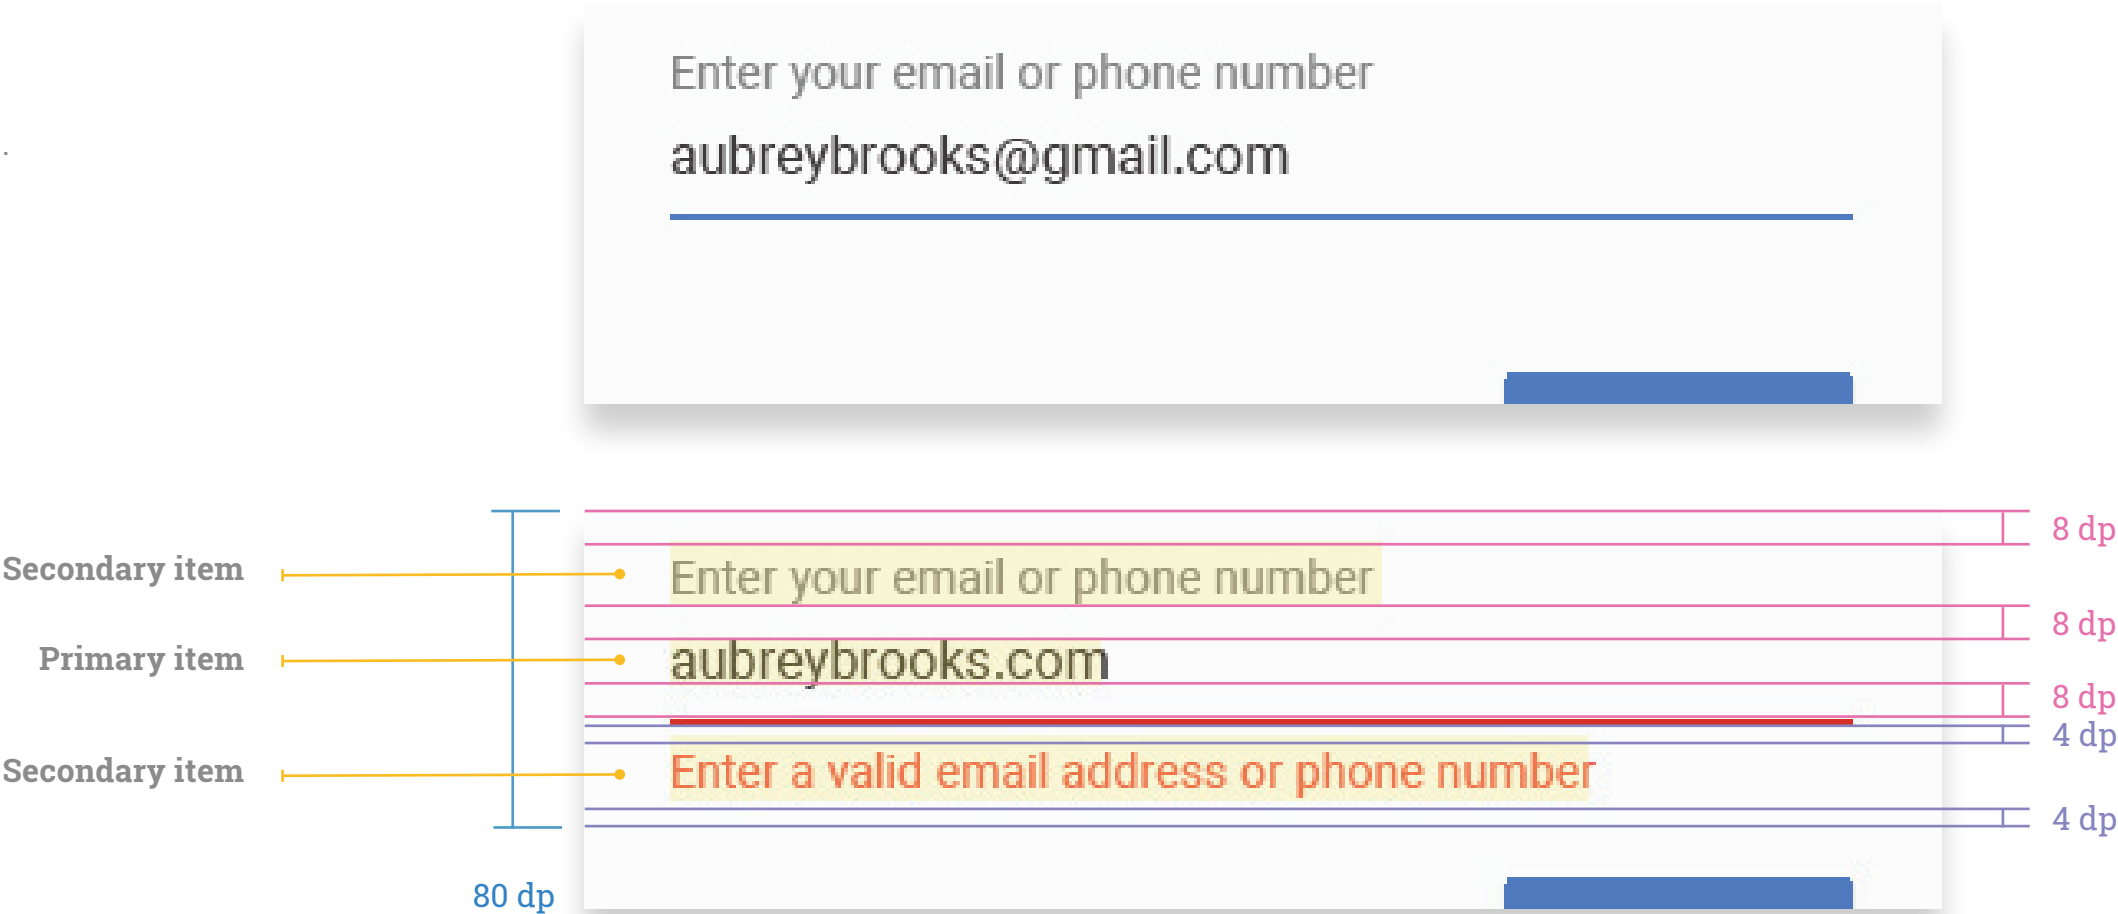 Enter your email or phone number
aubreybrooks@gmail.com
.
8 dp
Secondary item
Enter your email or phone number
8 dp
Primary item
aubreybrooks.com
8 dp
4 dp
Secondary item
Enter a valid email address or phone number
4 dp
80 dp